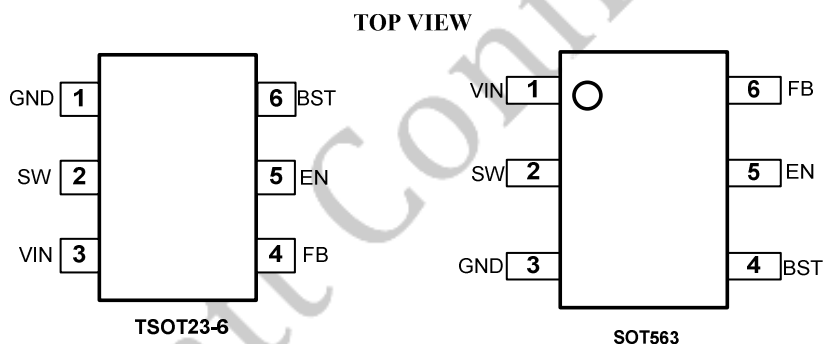 TOP VIEW
GND 1 6 BST
SW 2 5 EN
VIN 3 4 FB
TSOT23-6
VIN 1 6 FB
SW 2 5 EN
GND 3 4 BST
SOT563